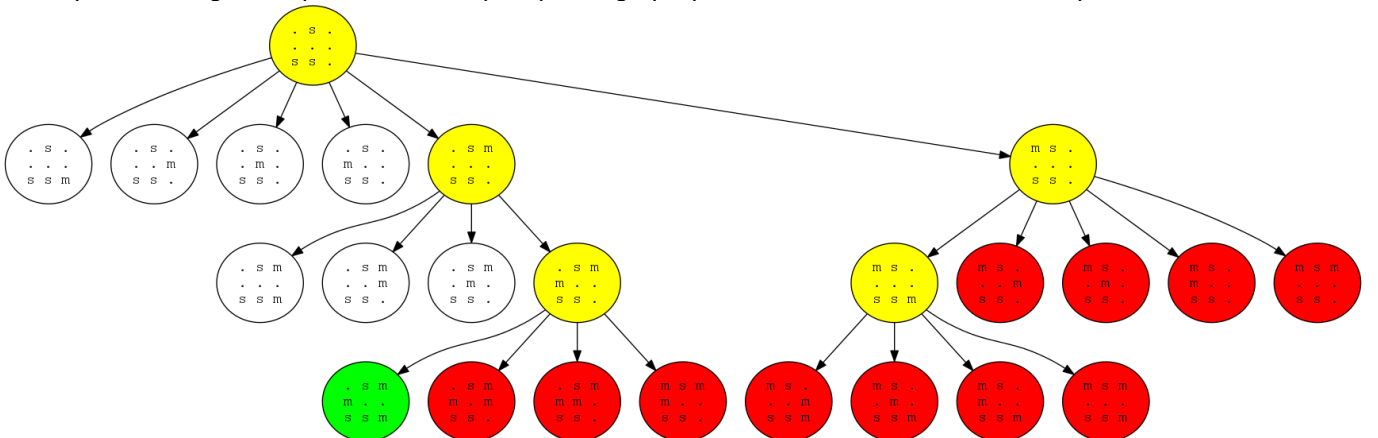 . s .
. . .
s s .
. s .
. . .
s s m
. s .
. . m
s s .
. s .
. m .
s s .
. s .
m . .
s s .
. s m
. . .
s s .
m s .
. . .
s s .
. s m
. . .
s s m
. s m
. . m
s s .
. s m
. m .
s s .
. s m
m . .
s s .
m s .
. . .
s s m
m s .
. . m
s s .
m s .
. m .
s s .
m s .
m . .
s s .
m s m
. . .
s s .
. s m
m . .
s s m
. s m
m . m
s s .
. s m
m m .
s s .
m s m
m . .
s s .
m s .
. . m
s s m
m s .
. m .
s s m
m s .
m . .
s s m
m s m
. . .
s s m